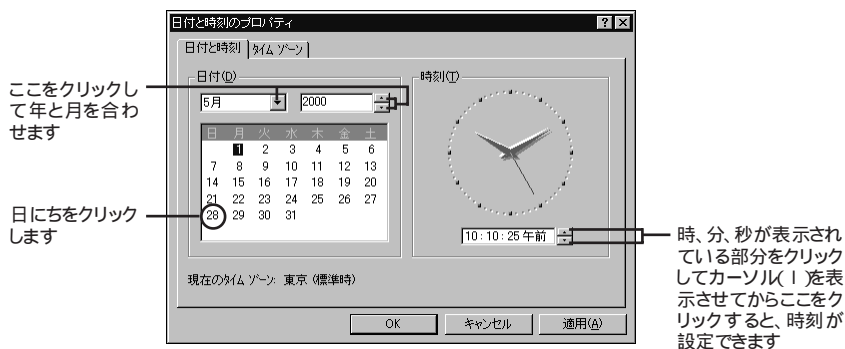 日付と時刻のプロパティ
日付と時刻 タイム ゾーン
日付(D)
5月 2000
日 月 火 水 木 金 土
1 2 3 4 5 6
7 8 9 10 11 12 13
14 15 16 17 18 19 20
21 22 23 24 25 26 27
28 29 30 31
時刻(T)
10:10:25 午前
現在のタイム ゾーン: 東京 (標準時)
OK キャンセル 適用(A)
ここをクリックし
て年と月を合わ
せます
日にちをクリック
します
時、分、秒が表示され
ている部分をクリック
してカーソル(｜)を表
示させてからここをク
リックすると、時刻が
設定できます